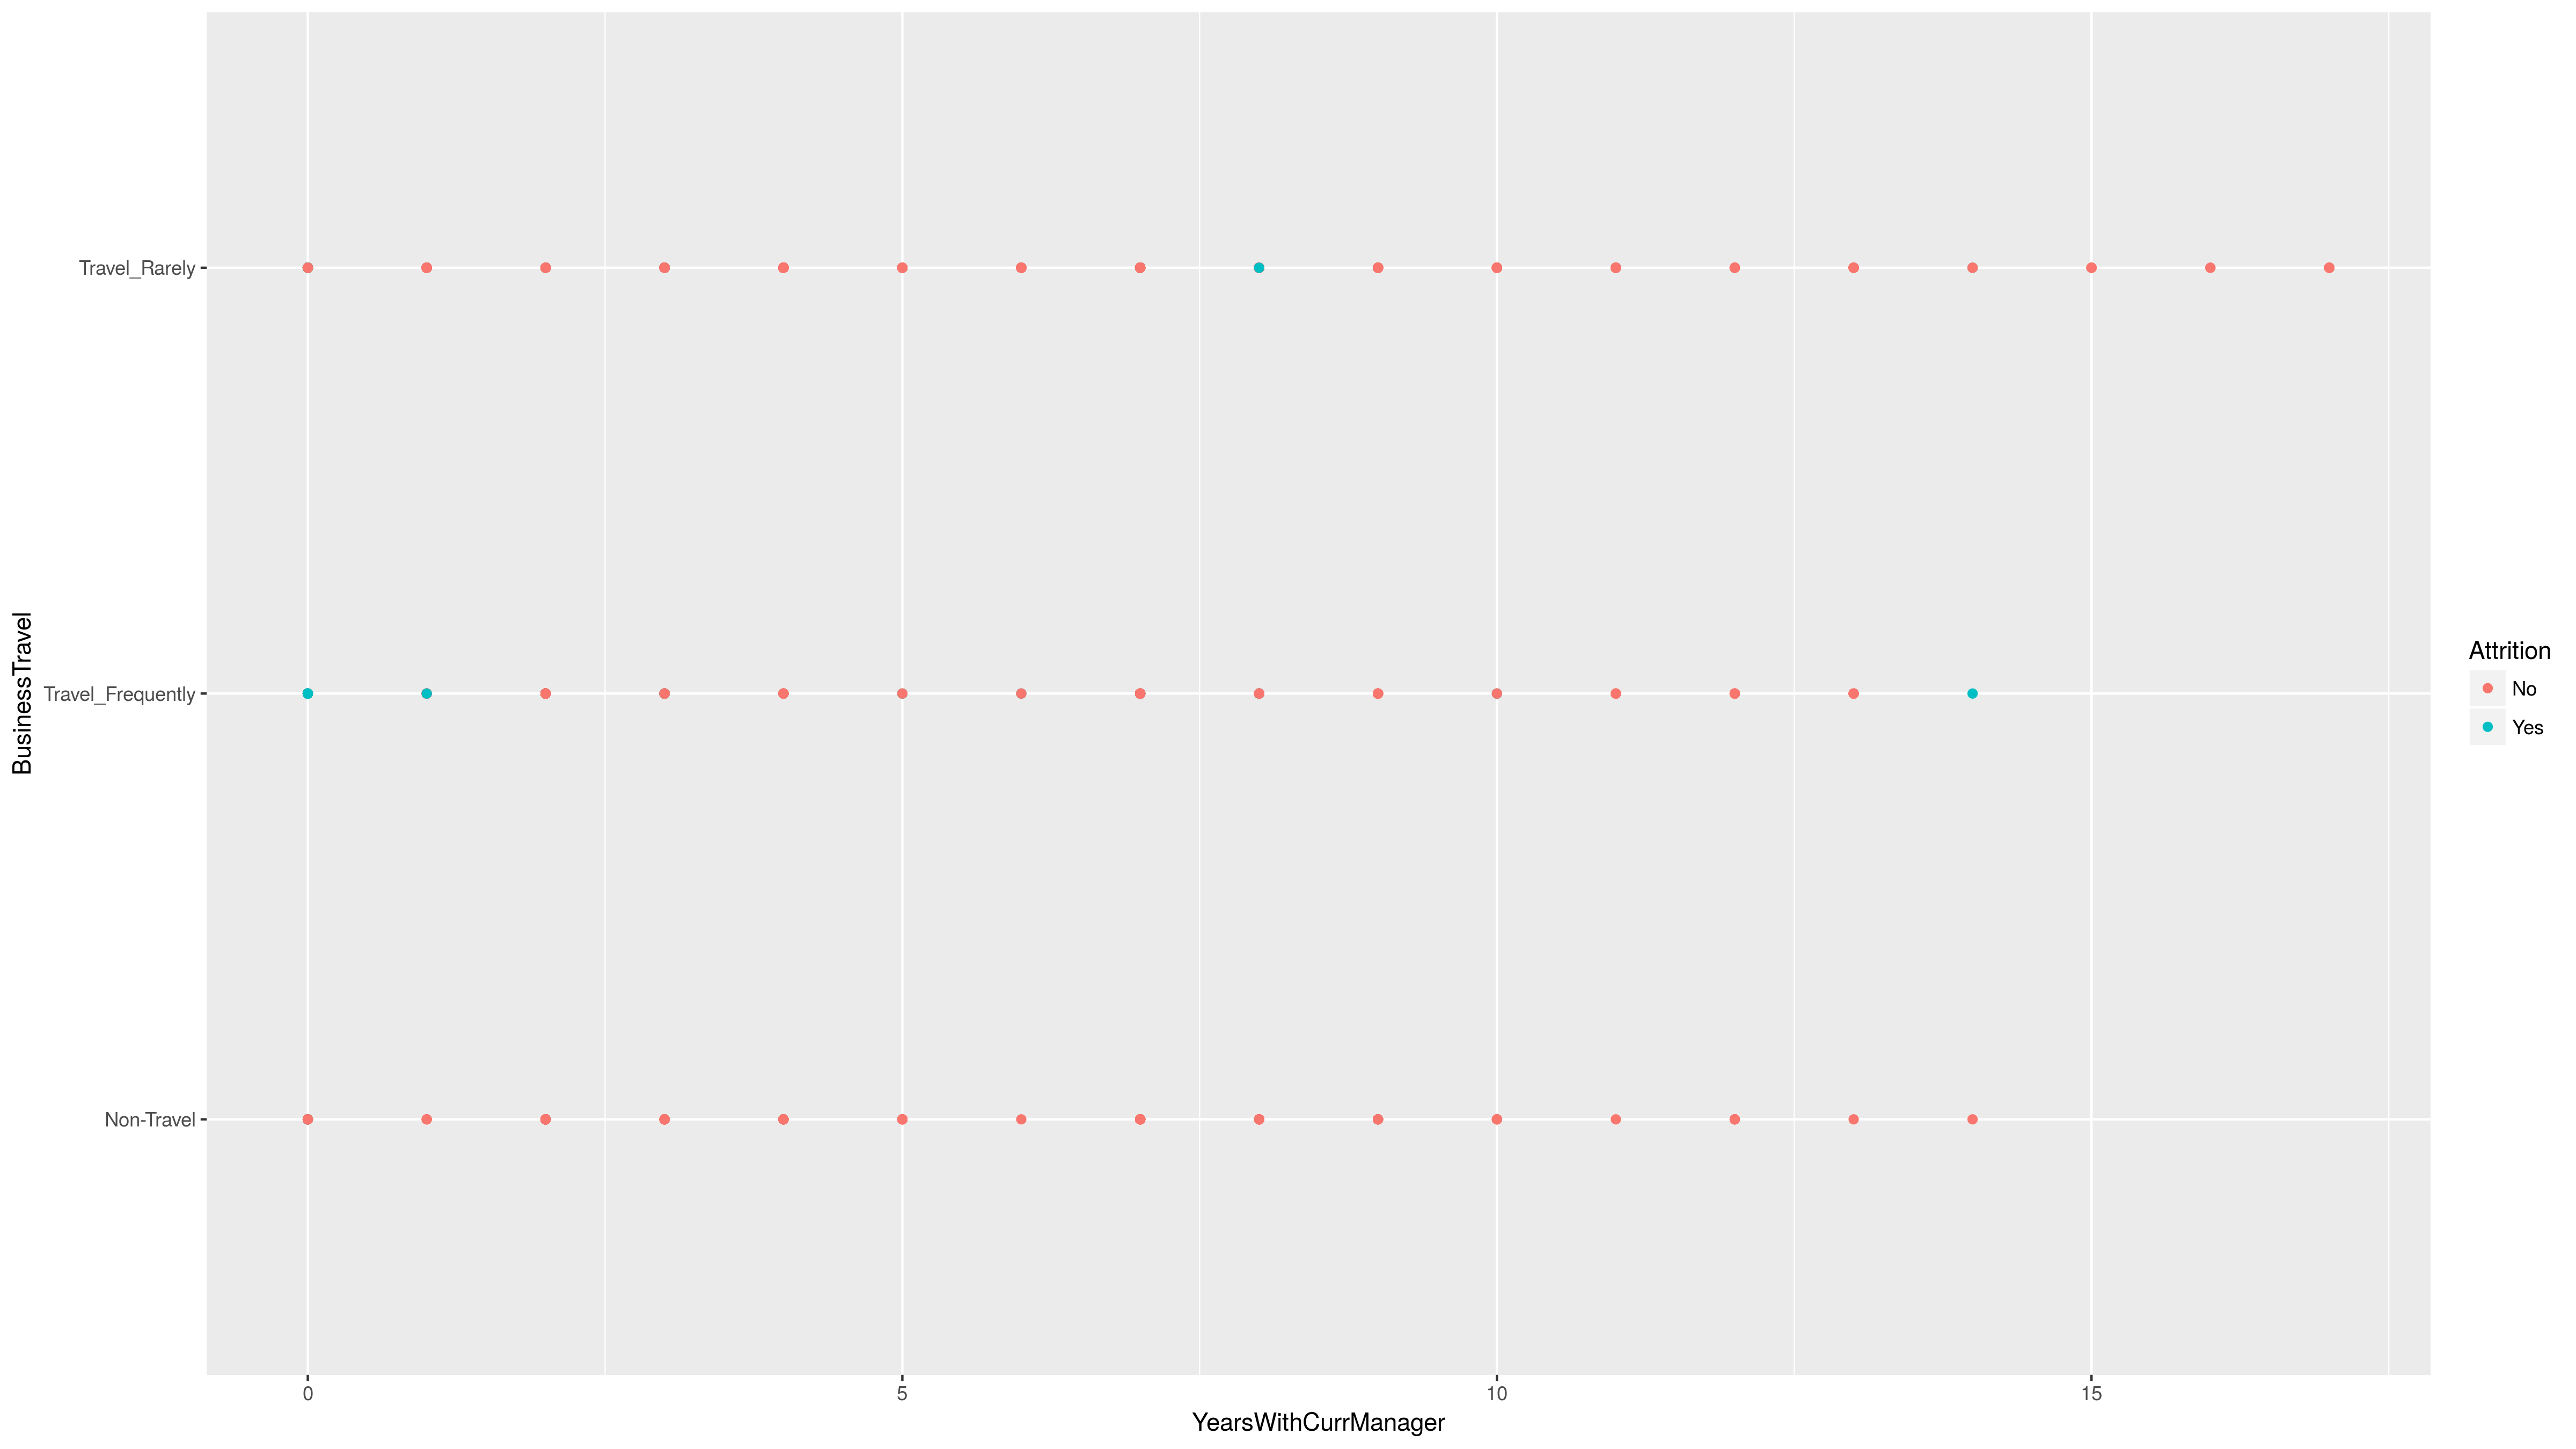 BusinessTravel
Travel_Rarely
Travel_Frequently
Non-Travel
0 5 10 15
YearsWithCurrManager
Attrition
No
Yes